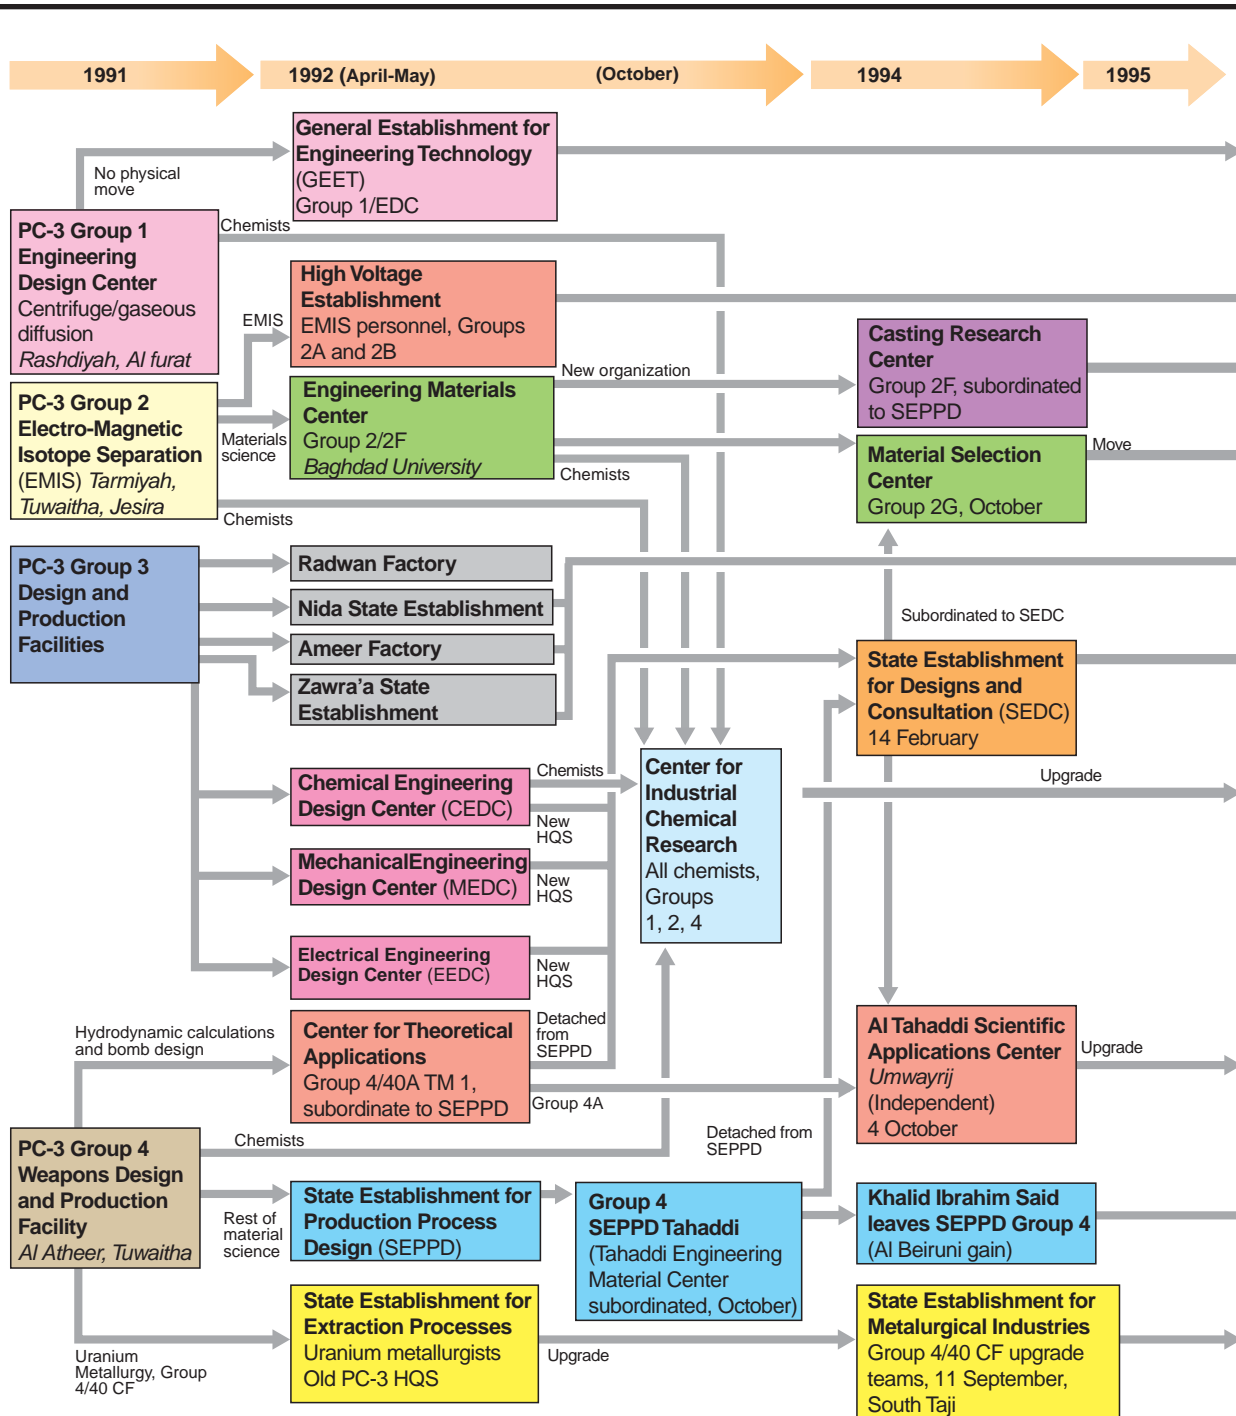 1991
1992 (April-May)
(October)
1994
1995
General Establishment for
Engineering Technology
(GEET)
Group 1/EDC
No physical
move
PC-3 Group 1
Engineering
Design Center
Centrifuge/gaseous
diffusion
Rashdiyah, Al furat
Chemists
High Voltage
Establishment
EMIS personnel, Groups
2A and 2B
EMIS
Casting Research
Center
Group 2F, subordinated
to SEPPD
New organization
PC-3 Group 2
Electro-Magnetic
Isotope Separation
(EMIS) Tarmiyah,
Tuwaitha, Jesira
Engineering Materials
Center
Group 2/2F
Baghdad University
Materials
science
Chemists
Material Selection
Center
Group 2G, October
Move
Chemists
PC-3 Group 3
Design and
Production
Facilities
Radwan Factory
Nida State Establishment
Ameer Factory
Zawra’a State
Establishment
Subordinated to SEDC
State Establishment
for Designs and
Consultation (SEDC)
14 February
Chemical Engineering
Design Center (CEDC)
Chemists
New
HQS
Center for
Industrial
Chemical
Research
All chemists,
Groups
1, 2, 4
Upgrade
MechanicalEngineering
Design Center (MEDC)
New
HQS
Electrical Engineering
Design Center (EEDC)
New
HQS
Hydrodynamic calculations
and bomb design
Center for Theoretical
Applications
Group 4/40A TM 1,
subordinate to SEPPD
Detached
from
SEPPD
Group 4A
Al Tahaddi Scientific
Applications Center
Umwayrij
(Independent)
4 October
Upgrade
PC-3 Group 4
Weapons Design
and Production
Facility
Al Atheer, Tuwaitha
Chemists
Detached from
SEPPD
Rest of
material
science
State Establishment for
Production Process
Design (SEPPD)
Group 4
SEPPD Tahaddi
(Tahaddi Engineering
Material Center
subordinated, October)
Khalid Ibrahim Said
leaves SEPPD Group 4
(Al Beiruni gain)
Uranium
Metallurgy, Group
4/40 CF
State Establishment for
Extraction Processes
Uranium metallurgists
Old PC-3 HQS
Upgrade
State Establishment for
Metalurgical Industries
Group 4/40 CF upgrade
teams, 11 September,
South Taji